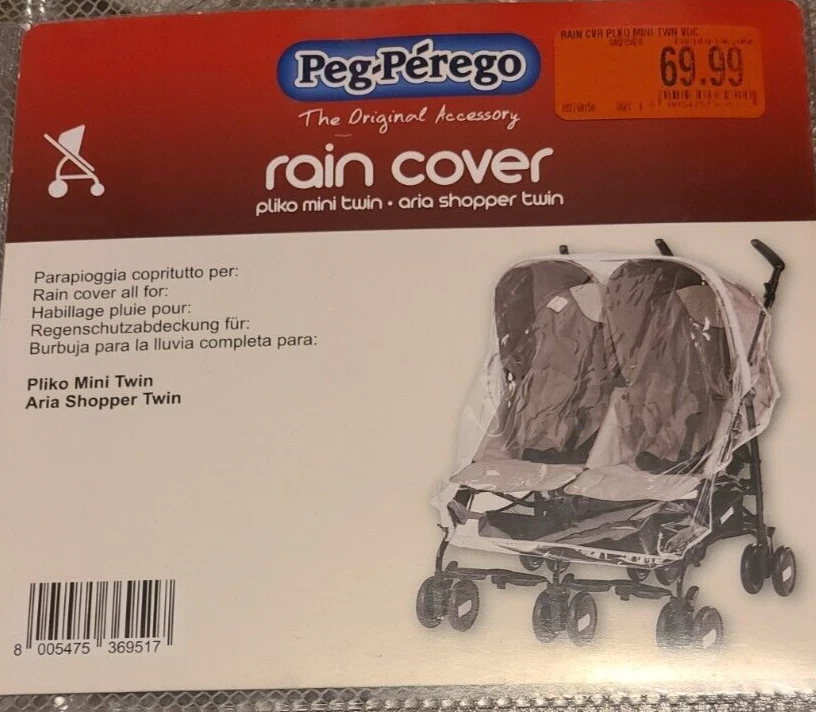 Peg-Pérego
RAIN CVR PLKO MINI TWN VDC
69.99
The Original Accessory
rain cover
pliko mini twin • aria shopper twin
Parapioggia copritutto per:
Rain cover all for:
Habillage pluie pour:
Regenschutzabdeckung für:
Burbuja para la lluvia completa para:
Pliko Mini Twin
Aria Shopper Twin
8 005475 369517